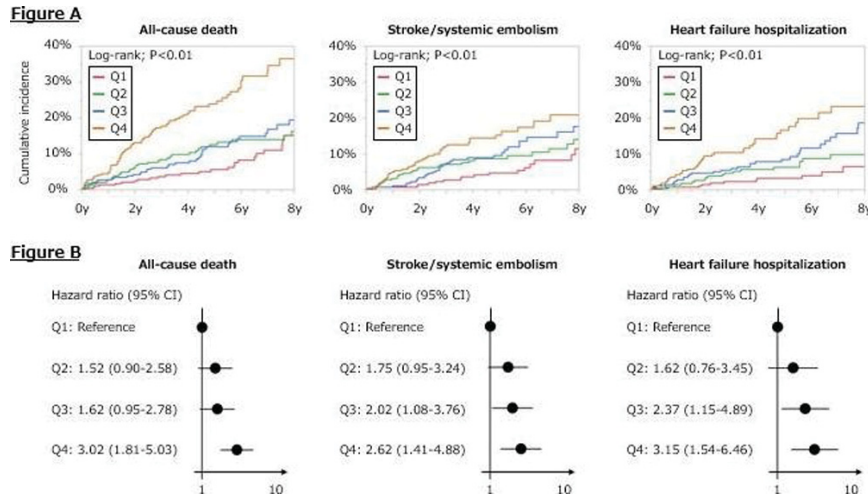 Figure A
All-cause death
Stroke/systemic embolism
Heart failure hospitalization
Cumulative incidence
40%
30%
20%
10%
0%
Log-rank; P<0.01
Q1
Q2
Q3
Q4
0y 2y 4y 6y 8y
40%
30%
20%
10%
0%
Log-rank; P<0.01
Q1
Q2
Q3
Q4
0y 2y 4y 6y 8y
40%
30%
20%
10%
0%
Log-rank; P<0.01
Q1
Q2
Q3
Q4
0y 2y 4y 6y 8y
Figure B
All-cause death
Hazard ratio (95% CI)
Q1: Reference
Q2: 1.52 (0.90-2.58)
Q3: 1.62 (0.95-2.78)
Q4: 3.02 (1.81-5.03)
1 10
Stroke/systemic embolism
Hazard ratio (95% CI)
Q1: Reference
Q2: 1.75 (0.95-3.24)
Q3: 2.02 (1.08-3.76)
Q4: 2.62 (1.41-4.88)
1 10
Heart failure hospitalization
Hazard ratio (95% CI)
Q1: Reference
Q2: 1.62 (0.76-3.45)
Q3: 2.37 (1.15-4.89)
Q4: 3.15 (1.54-6.46)
1 10